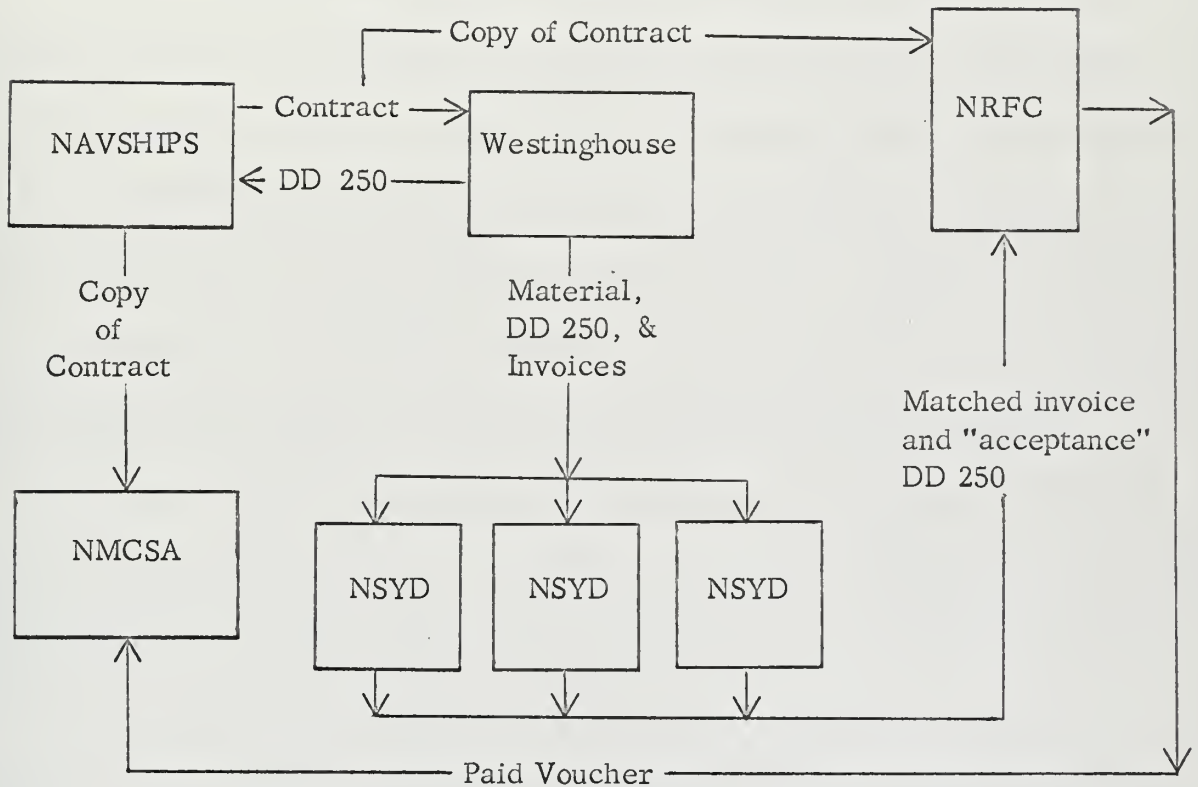 Copy of Contract
NAVSHIPS
Contract
DD 250
Westinghouse
NRFC
Copy
of
Contract
Material,
DD 250, &
Invoices
Matched invoice
and "acceptance"
DD 250
NMCSA
NSYD
NSYD
NSYD
Paid Voucher